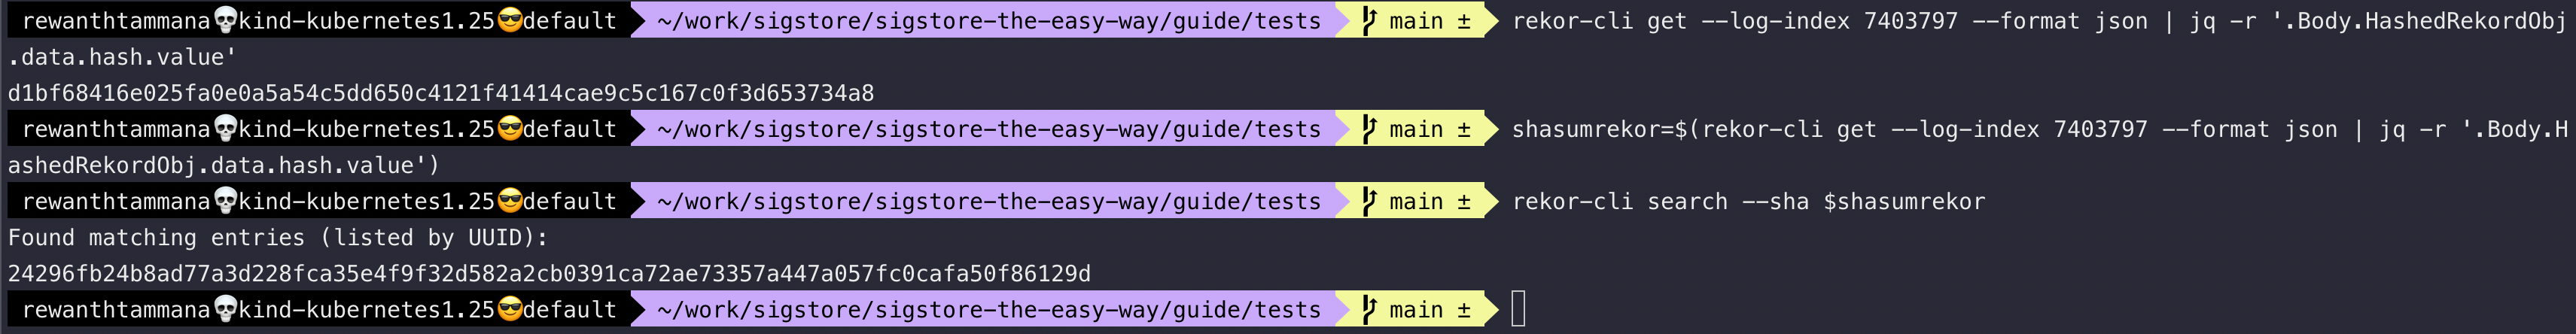 rewanthtammana💀kind-kubernetes1.25😎default ~/work/sigstore/sigstore-the-easy-way/guide/tests main ± rekor-cli get --log-index 7403797 --format json | jq -r '.Body.HashedRekordObj
.data.hash.value'
d1bf68416e025fa0e0a5a54c5dd650c4121f41414cae9c5c167c0f3d653734a8
rewanthtammana💀kind-kubernetes1.25😎default ~/work/sigstore/sigstore-the-easy-way/guide/tests main ± shasumrekor=$(rekor-cli get --log-index 7403797 --format json | jq -r '.Body.H
ashedRekordObj.data.hash.value')
rewanthtammana💀kind-kubernetes1.25😎default ~/work/sigstore/sigstore-the-easy-way/guide/tests main ± rekor-cli search --sha $shasumrekor
Found matching entries (listed by UUID):
24296fb24b8ad77a3d228fca35e4f9f32d582a2cb0391ca72ae73357a447a057fc0cafa50f86129d
rewanthtammana💀kind-kubernetes1.25😎default ~/work/sigstore/sigstore-the-easy-way/guide/tests main ±